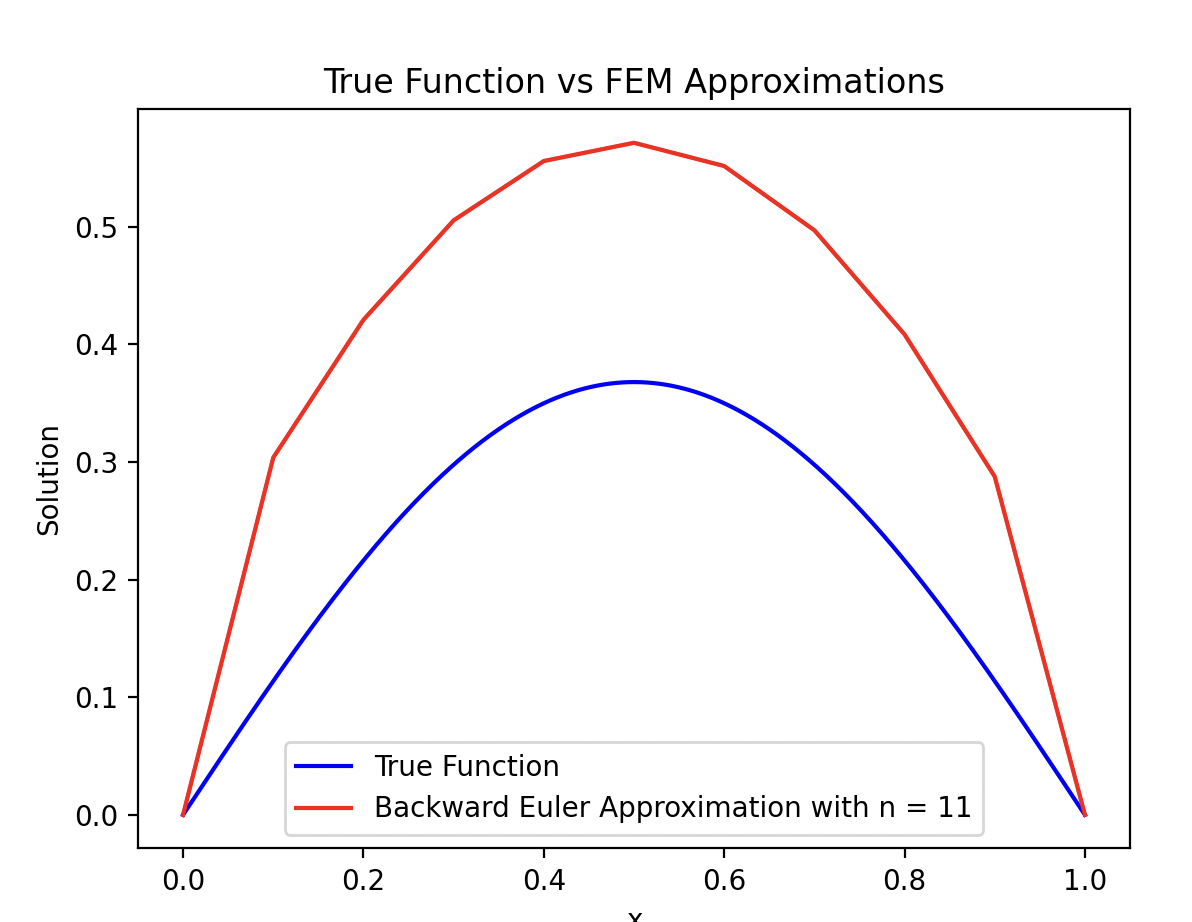 True Function vs FEM Approximations
Solution
0.5
0.4
0.3
0.2
0.1
0.0
True Function
Backward Euler Approximation with n = 11
0.0 0.2 0.4 0.6 0.8 1.0
x